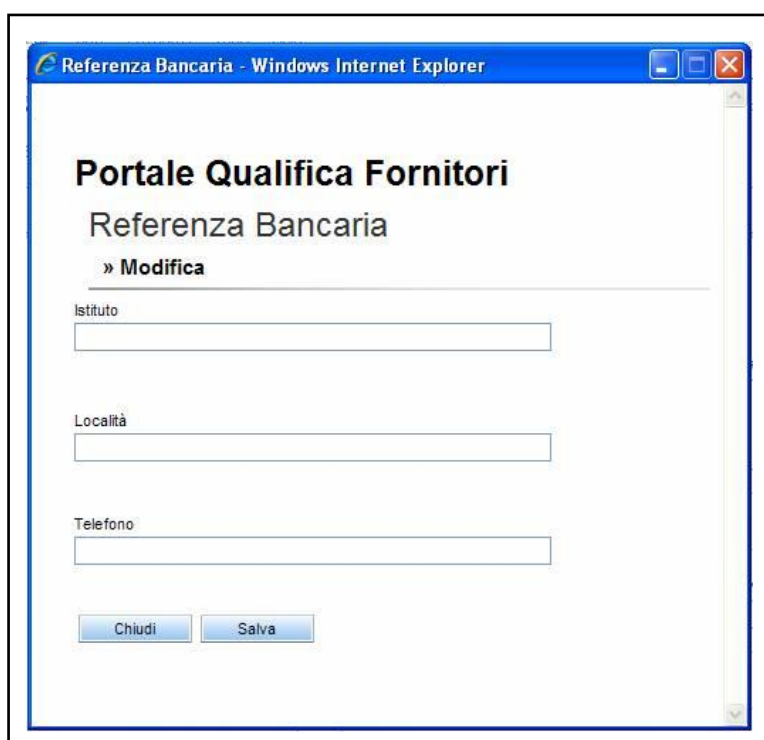 Referenza Bancaria - Windows Internet Explorer
Portale Qualifica Fornitori
Referenza Bancaria
» Modifica
Istituto
Località
Telefono
Chiudi Salva